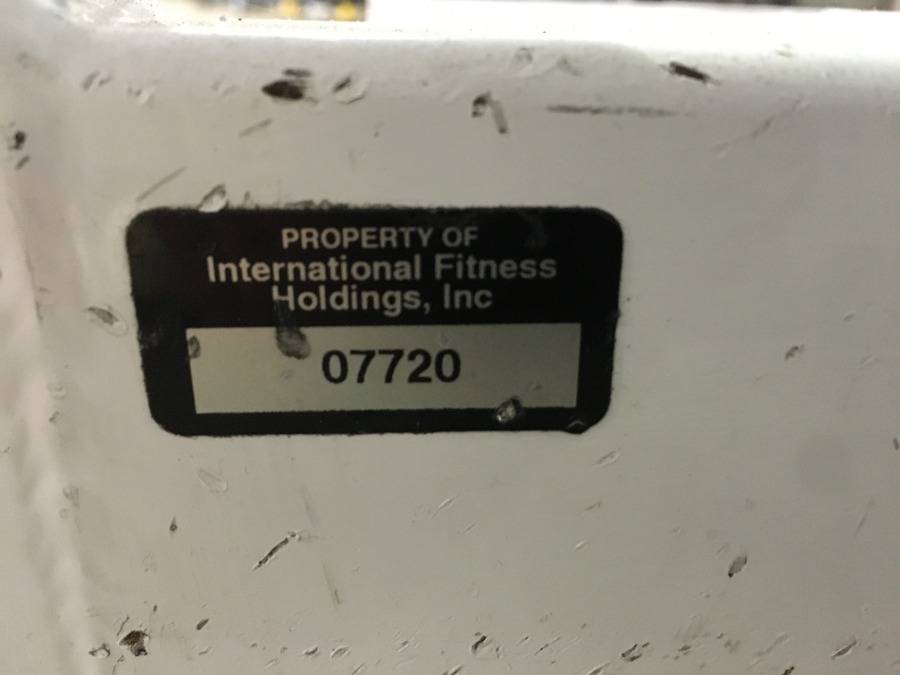 PROPERTY OF
International Fitness
Holdings, Inc
07720